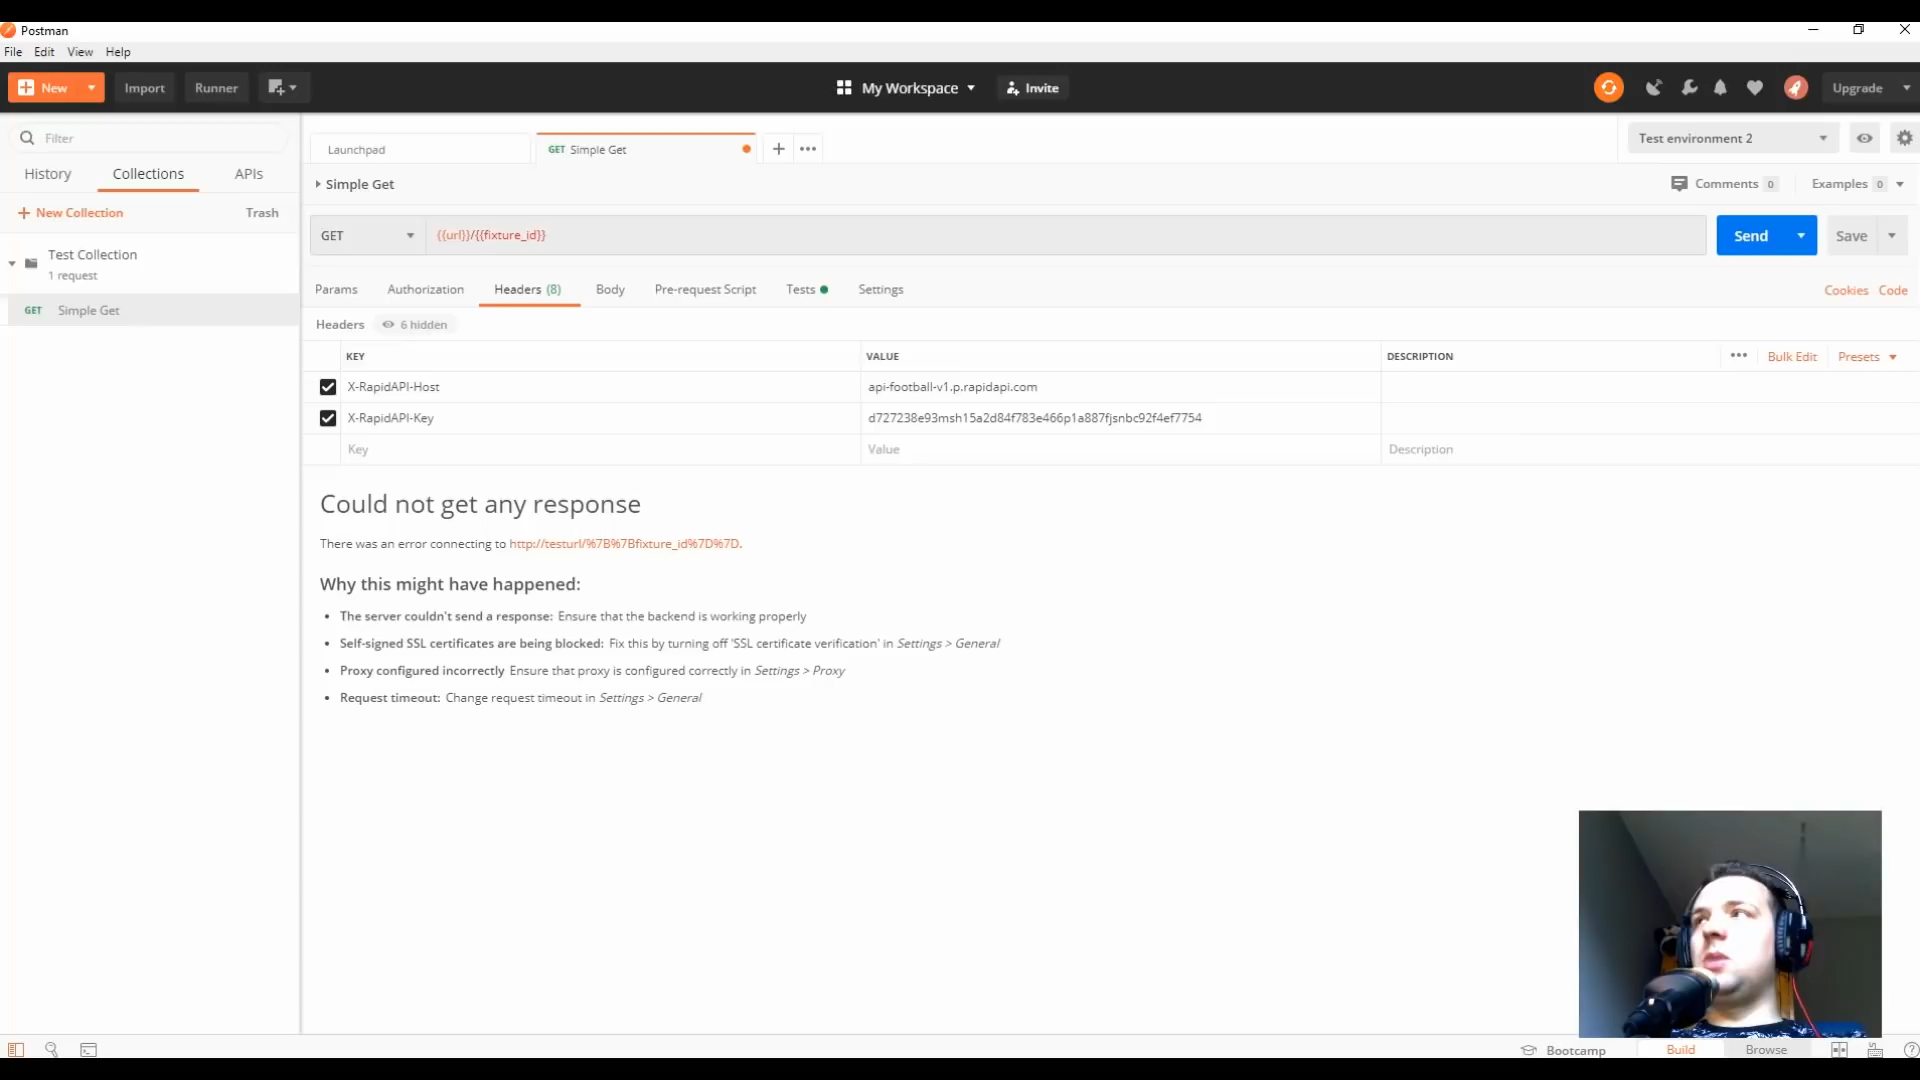 Postman
File Edit View Help
New Import Runner My Workspace Invite Upgrade
Filter
History Collections APIs
New Collection Trash
Test Collection
1 request
GET Simple Get
Launchpad GET Simple Get Test environment 2
Simple Get Comments 0 Examples 0
GET {{url}}/{{fixture_id}} Send Save
Params Authorization Headers (8) Body Pre-request Script Tests Settings Cookies Code
Headers 6 hidden
KEY VALUE DESCRIPTION Bulk Edit Presets
X-RapidAPI-Host api-football-v1.p.rapidapi.com
X-RapidAPI-Key d727238e93msh15a2d84f783e466p1a887fjsnbc92f4ef7754
Key Value Description
Could not get any response
There was an error connecting to http://testurl/%7B%7Bfixture_id%7D%7D.
Why this might have happened:
The server couldn't send a response: Ensure that the backend is working properly
Self-signed SSL certificates are being blocked: Fix this by turning off 'SSL certificate verification' in Settings > General
Proxy configured incorrectly Ensure that proxy is configured correctly in Settings > Proxy
Request timeout: Change request timeout in Settings > General
Bootcamp Build Browse